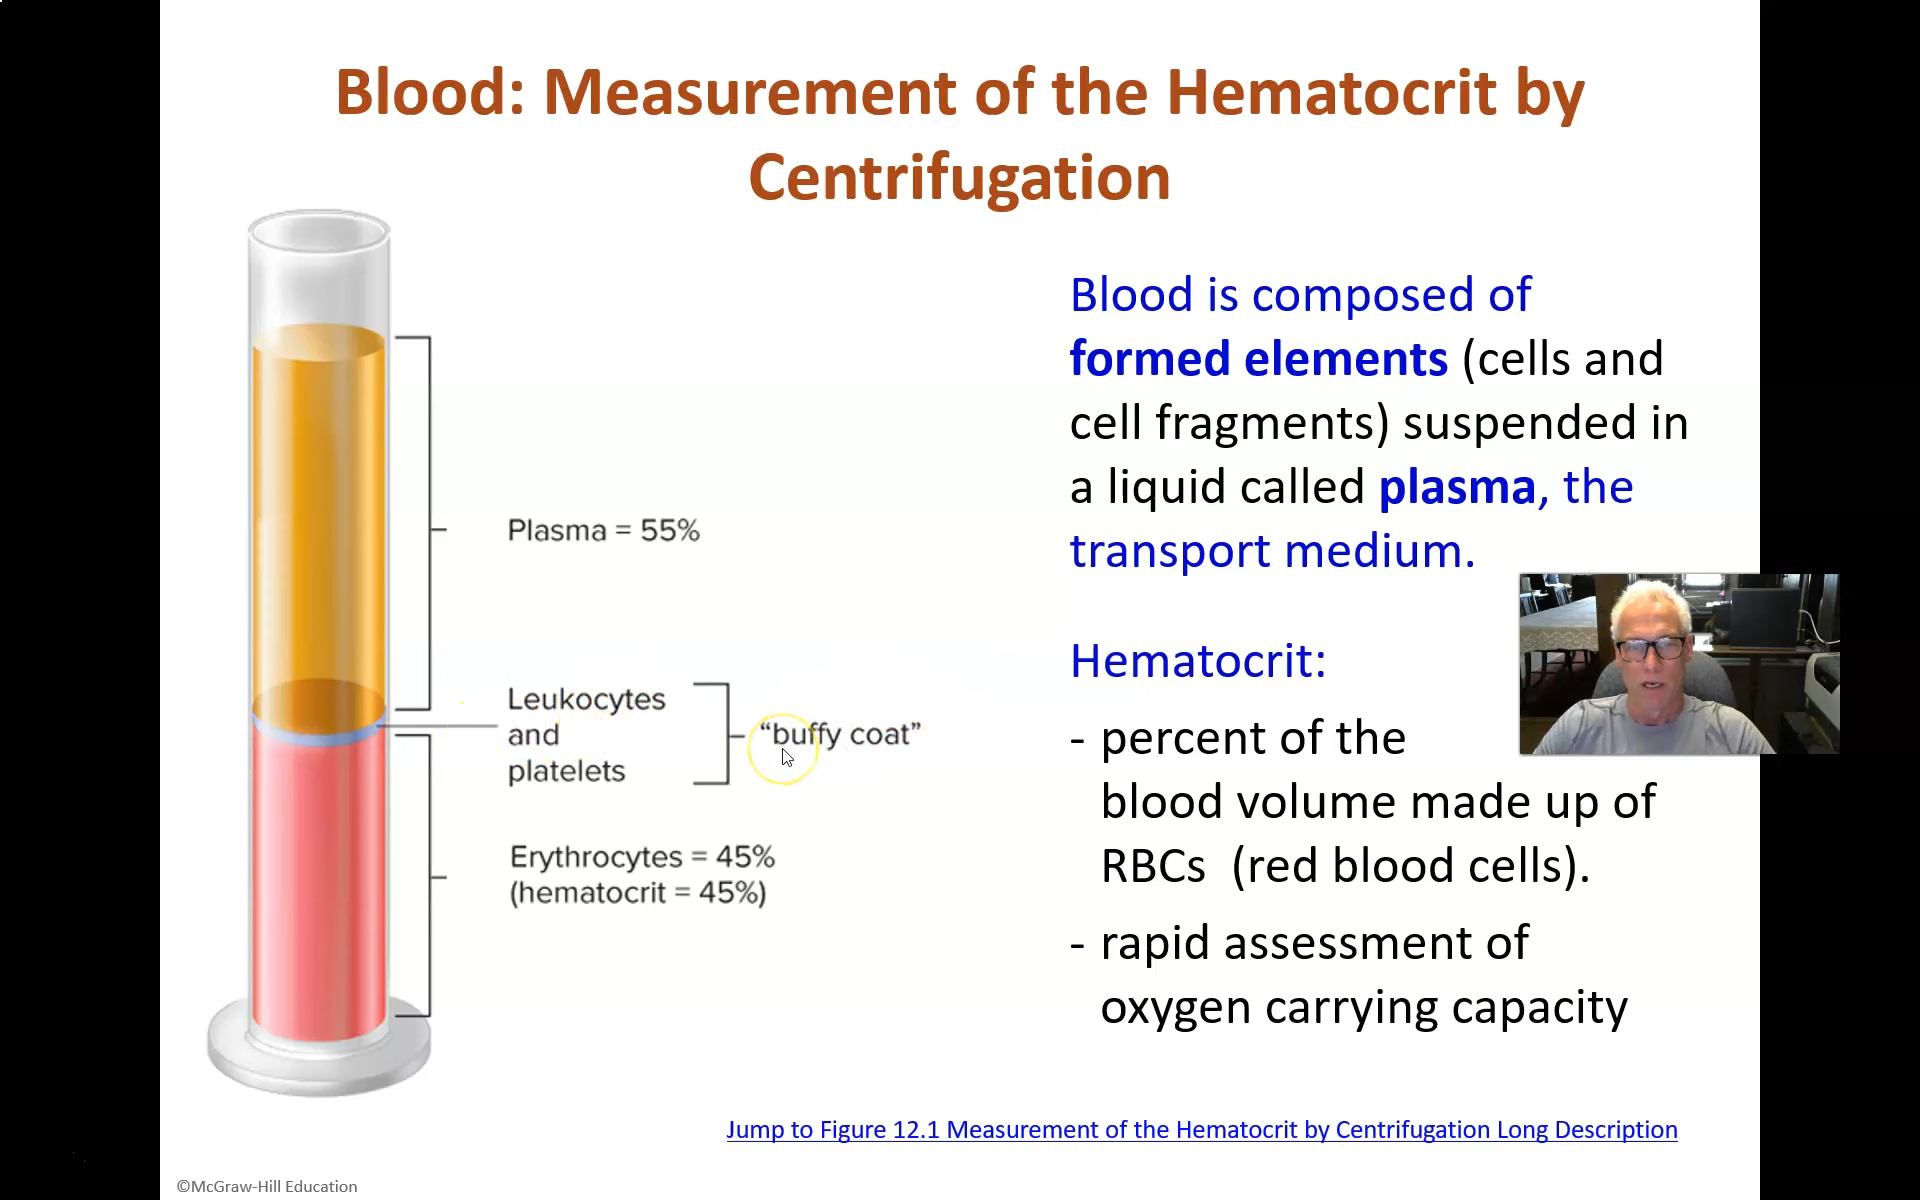 Blood: Measurement of the Hematocrit by
Centrifugation
Plasma = 55%
Leukocytes
and
platelets
“buffy coat”
Erythrocytes = 45%
(hematocrit = 45%)
Blood is composed of
formed elements (cells and
cell fragments) suspended in
a liquid called plasma, the
transport medium.
Hematocrit:
- percent of the
blood volume made up of
RBCs (red blood cells).
- rapid assessment of
oxygen carrying capacity
Jump to Figure 12.1 Measurement of the Hematocrit by Centrifugation Long Description
©McGraw-Hill Education